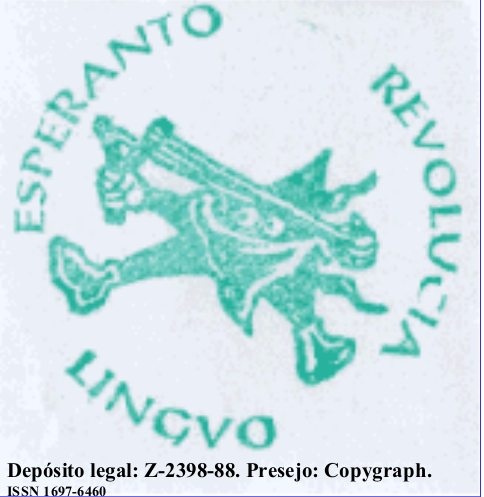 ESPERANTO
REVOLUCIA
LINGVO
Depósito legal: Z-2398-88. Presejo: Copygraph.
ISSN 1697-6460